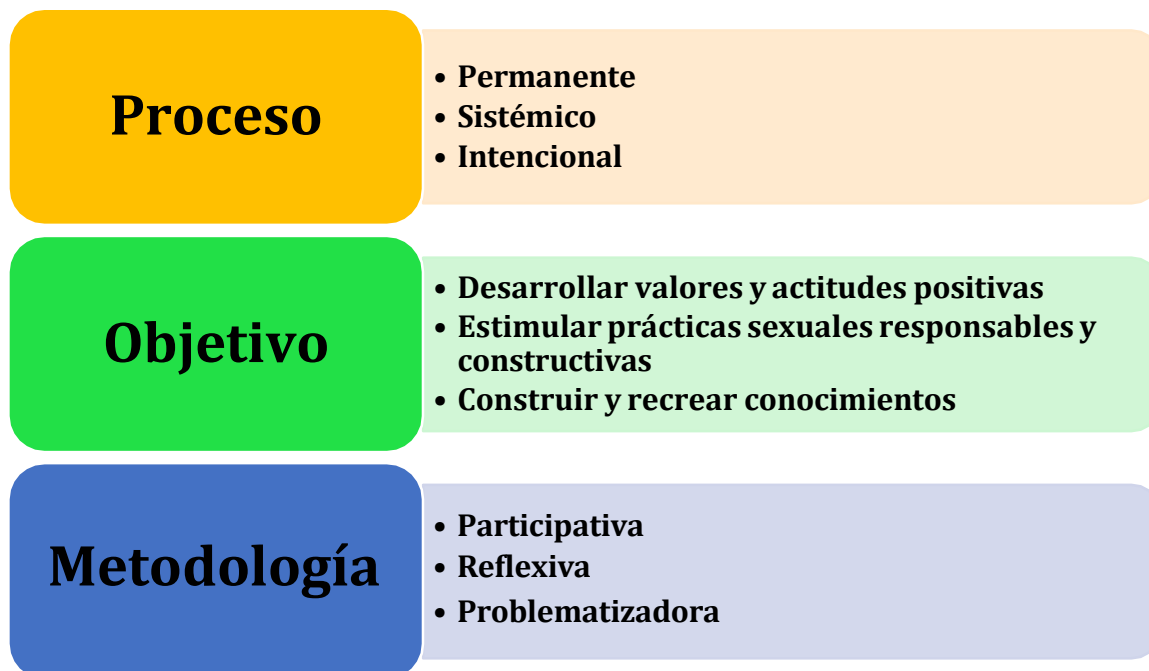 Proceso
• Permanente
• Sistémico
• Intencional
Objetivo
• Desarrollar valores y actitudes positivas
• Estimular prácticas sexuales responsables y
constructivas
• Construir y recrear conocimientos
Metodología
• Participativa
• Reflexiva
• Problematizadora